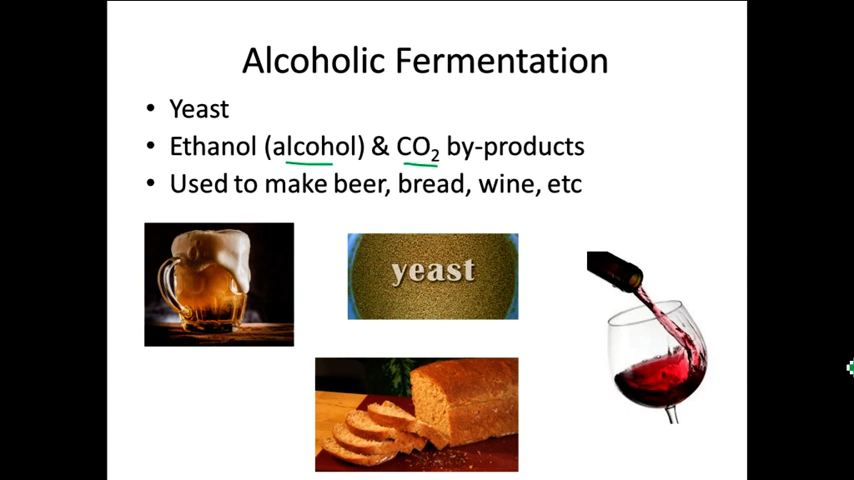 Alcoholic Fermentation
• Yeast
• Ethanol (alcohol) & CO₂ by-products
• Used to make beer, bread, wine, etc
yeast